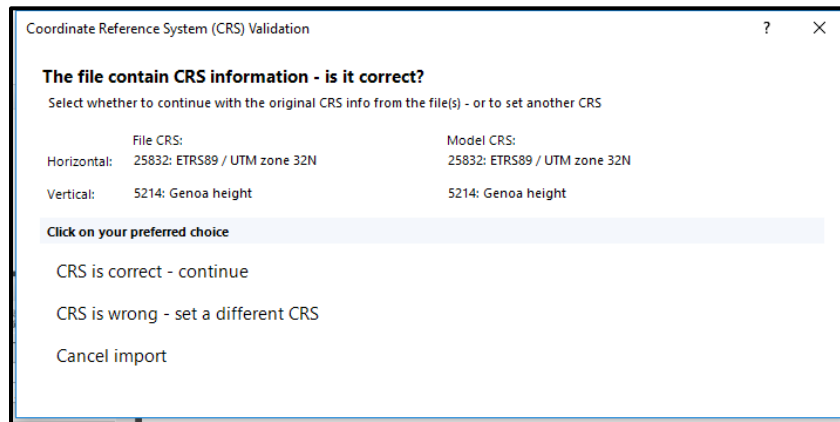 Coordinate Reference System (CRS) Validation ? ×
The file contain CRS information - is it correct?
Select whether to continue with the original CRS info from the file(s) - or to set another CRS
File CRS: Model CRS:
Horizontal: 25832: ETRS89 / UTM zone 32N 25832: ETRS89 / UTM zone 32N
Vertical: 5214: Genoa height 5214: Genoa height
Click on your preferred choice
CRS is correct - continue
CRS is wrong - set a different CRS
Cancel import